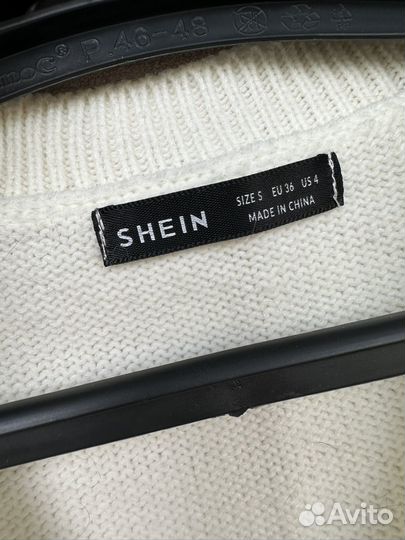 P.46-48
SHEIN
SIZE S EU 36 US 4
MADE IN CHINA
Avito